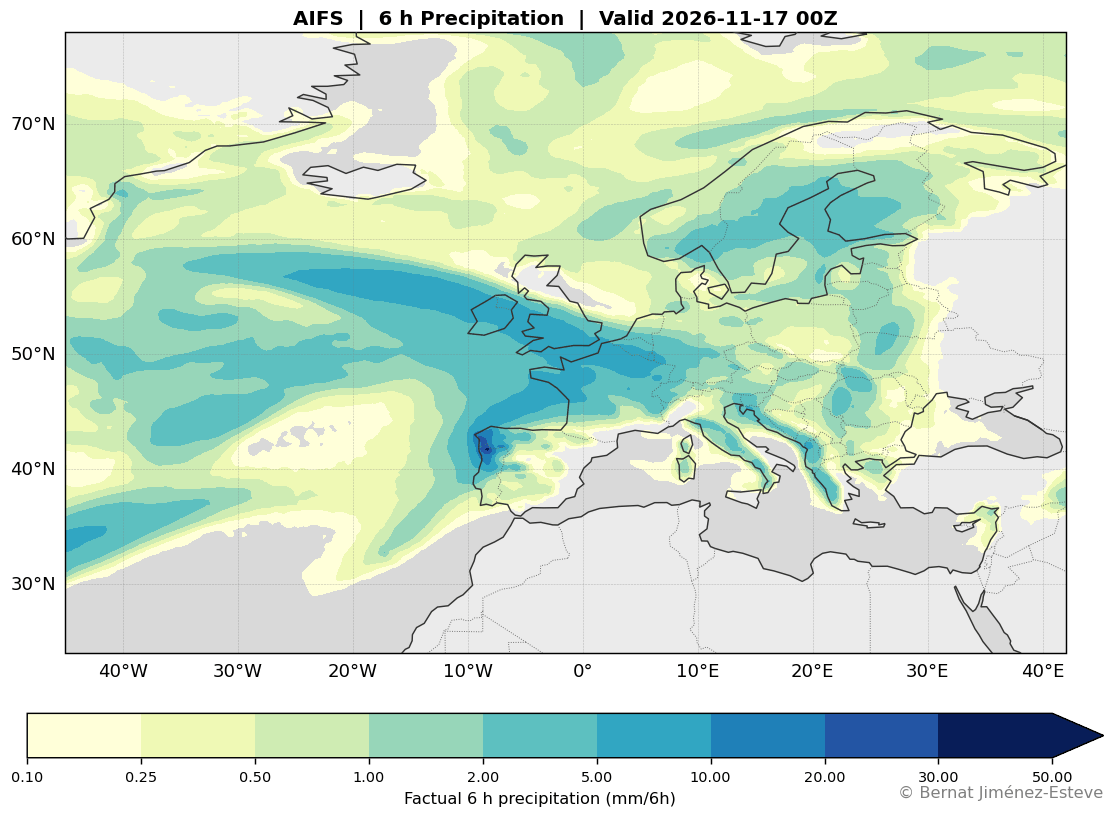 AIFS | 6 h Precipitation | Valid 2026-11-17 00Z
70°N
60°N
50°N
40°N
30°N
40°W 30°W 20°W 10°W 0° 10°E 20°E 30°E 40°E
0.10 0.25 0.50 1.00 2.00 5.00 10.00 20.00 30.00 50.00
Factual 6 h precipitation (mm/6h)
© Bernat Jiménez-Esteve